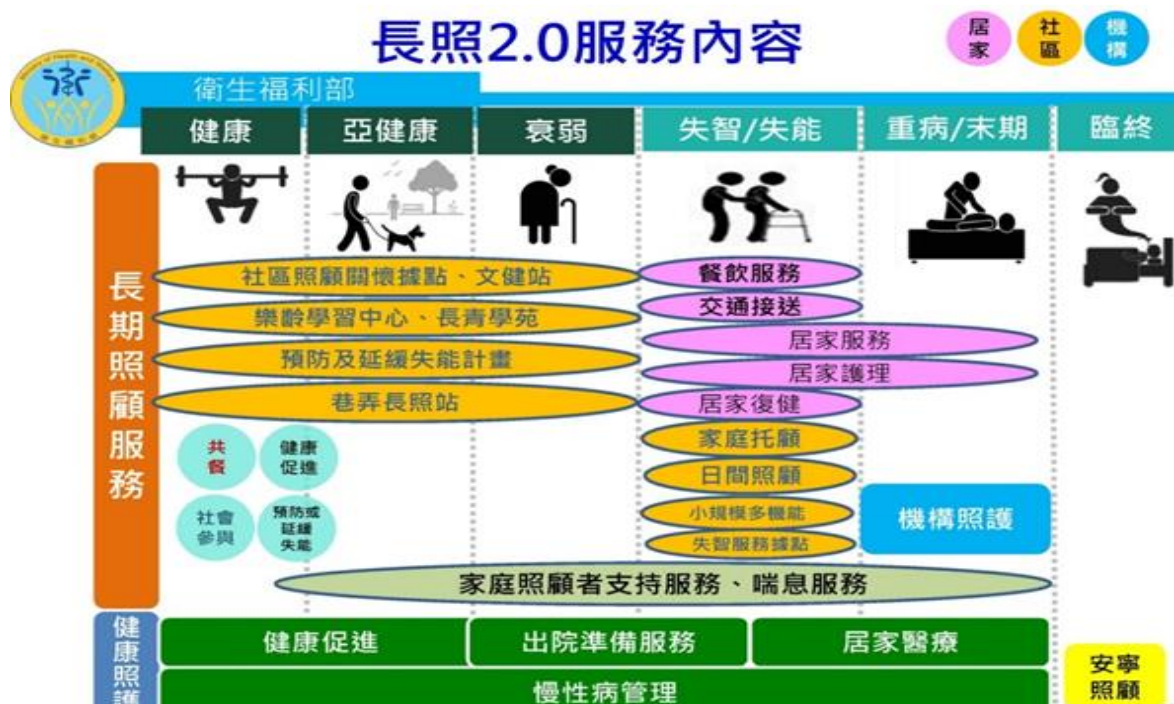 長照2.0服務內容
居家
社區
機構
衛生福利部
健康
亞健康
衰弱
失智/失能
重病/末期
臨終
長期照顧服務
社區照顧關懷據點、文健站
樂齡學習中心、長青學苑
預防及延緩失能計畫
巷弄長照站
共餐
健康
促進
社會
參與
預防或
延緩
失能
餐飲服務
交通接送
居家服務
居家護理
居家復健
家庭托顧
日間照顧
小規模多機能
失智服務據點
機構照護
家庭照顧者支持服務、喘息服務
健康照護
健康促進
出院準備服務
居家醫療
慢性病管理
安寧
照顧